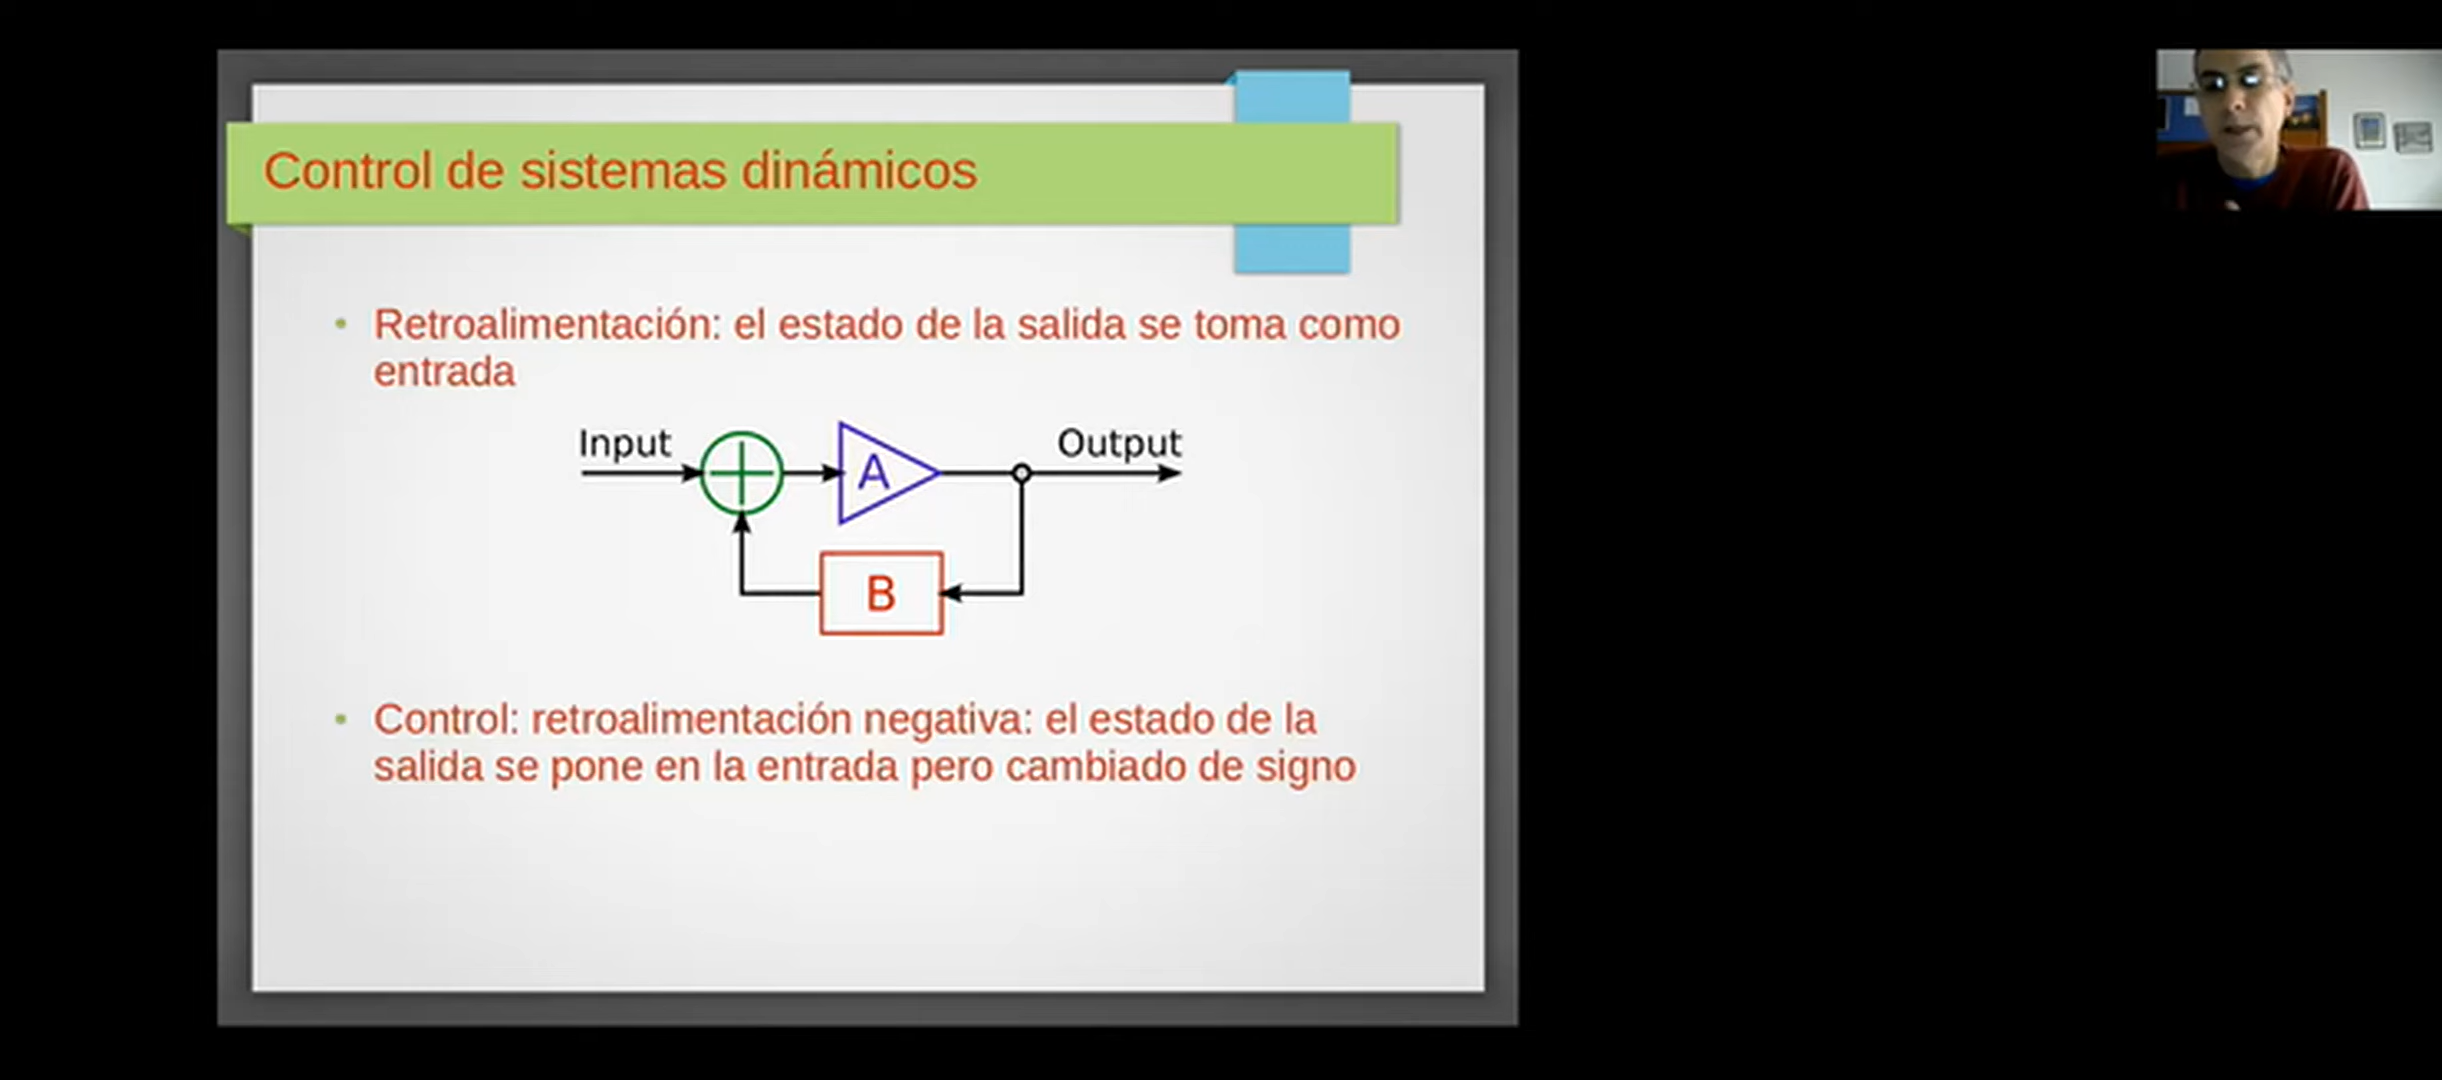 Control de sistemas dinámicos
• Retroalimentación: el estado de la salida se toma como
entrada
Input
Output
A
B
• Control: retroalimentación negativa: el estado de la
salida se pone en la entrada pero cambiado de signo